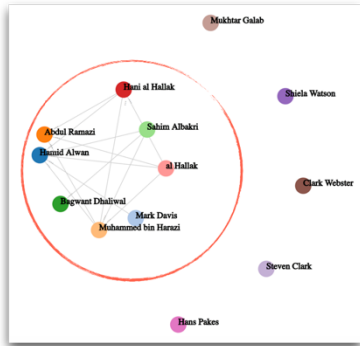 Mukhtar Galab
Hani al Hallak
Shiela Watson
Sahim Albakri
Abdul Ramazi
Hamid Alwan
al Hallak
Clark Webster
Bagwant Dhaliwal
Mark Davis
Muhammed bin Harazi
Steven Clark
Hans Pakes